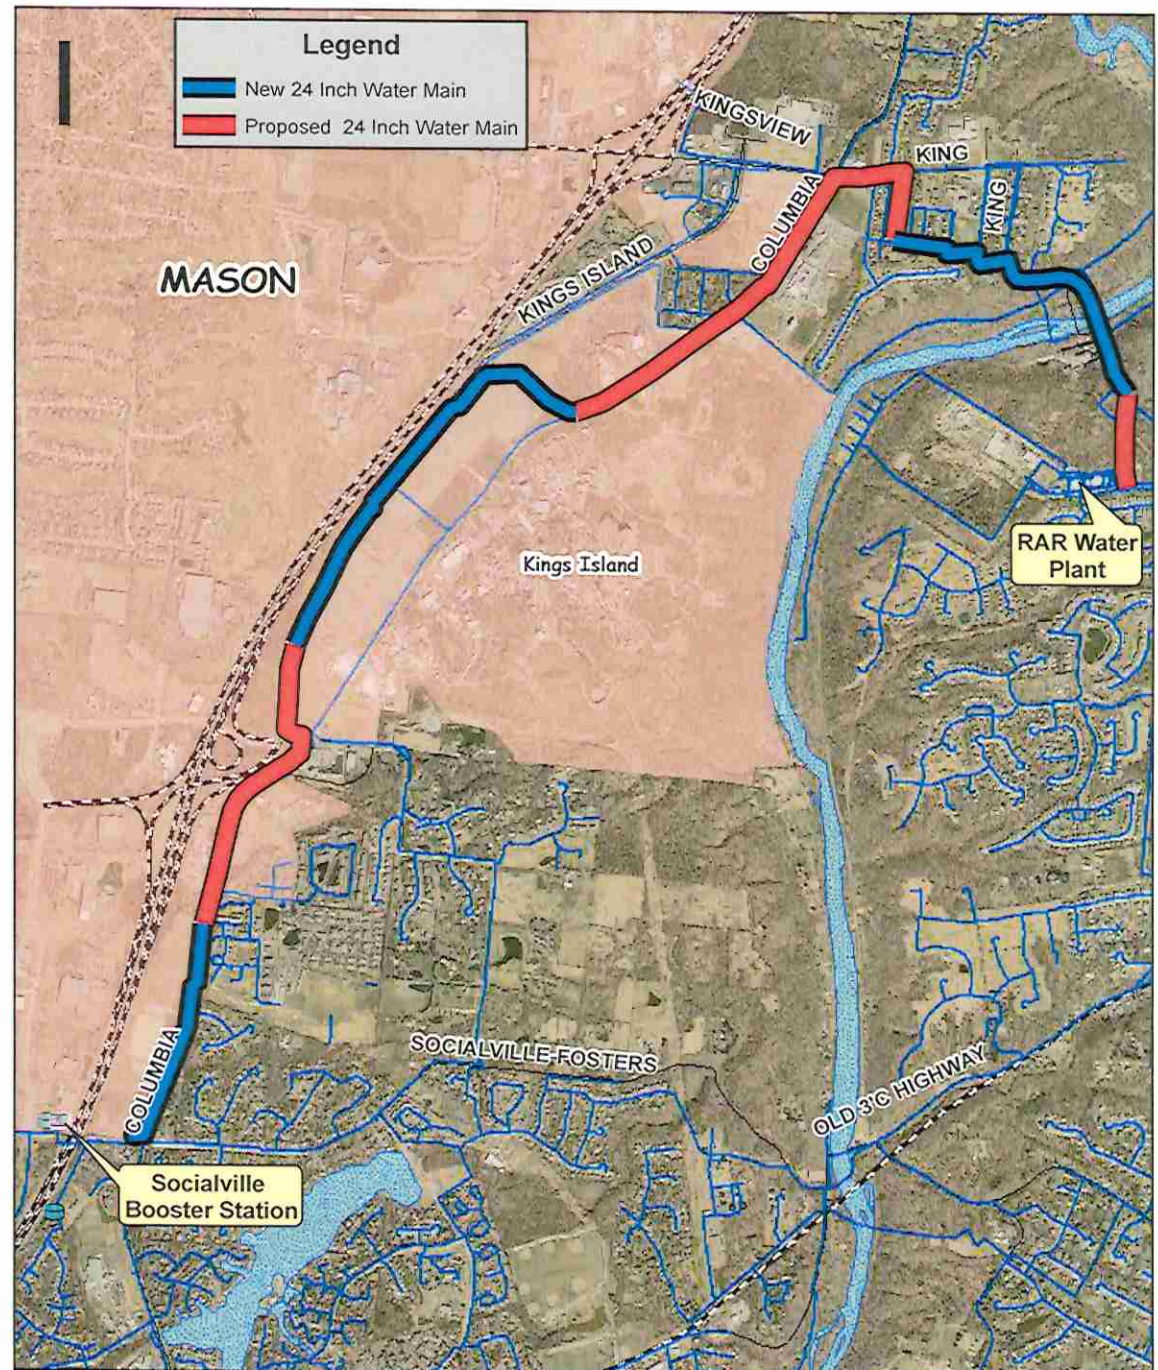 Legend
New 24 Inch Water Main
Proposed 24 Inch Water Main
KINGSVIEW
KING
KING
COLUMBIA
KINGS ISLAND
MASON
RAR Water
Plant
Kings Island
COLUMBIA
SOCIALVILLE-FOSTERS
OLD 3'C HIGHWAY
Socialville
Booster Station